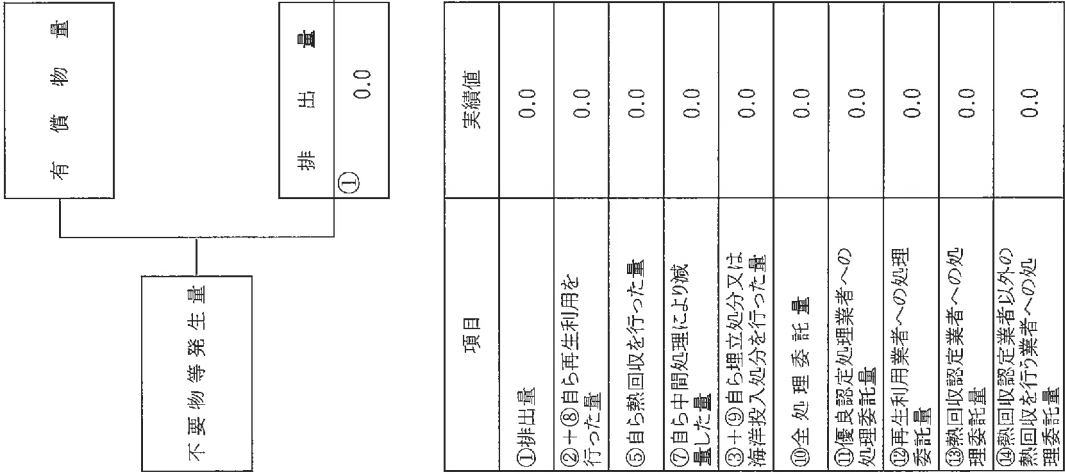 不要物等発生量
有償物量
排出量
①
0.0
項目
実績値
①排出量
0.0
②+⑧自ら再生利用を
行った量
0.0
⑤自ら熱回収を行った量
0.0
⑦自ら中間処理により減
量した量
0.0
③+⑨自ら埋立処分又は
海洋投入処分を行った量
0.0
⑩全処理委託量
0.0
⑪優良認定処理業者への
処理委託量
0.0
⑫再生利用業者への処理
委託量
0.0
⑬熱回収認定業者への処
理委託量
0.0
⑭熱回収認定業者以外の
熱回収を行う業者への処
理委託量
0.0